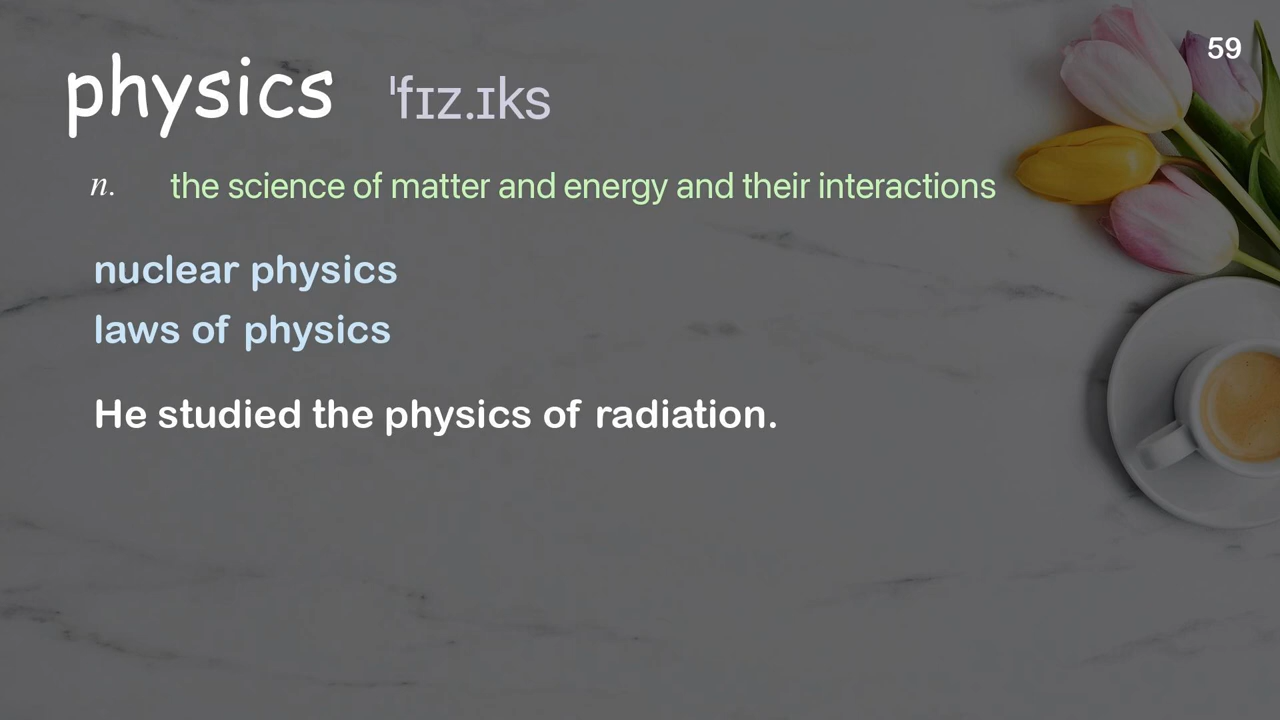 59
physics ˈfɪz.ɪks
n. the science of matter and energy and their interactions
nuclear physics
laws of physics
He studied the physics of radiation.